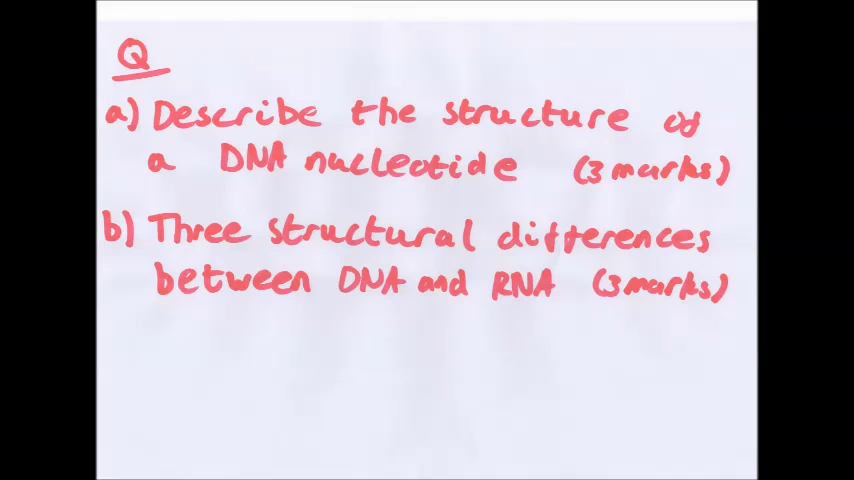 Q
a) Describe the structure of
a DNA nucleotide (3 marks)
b) Three structural differences
between DNA and RNA (3 marks)